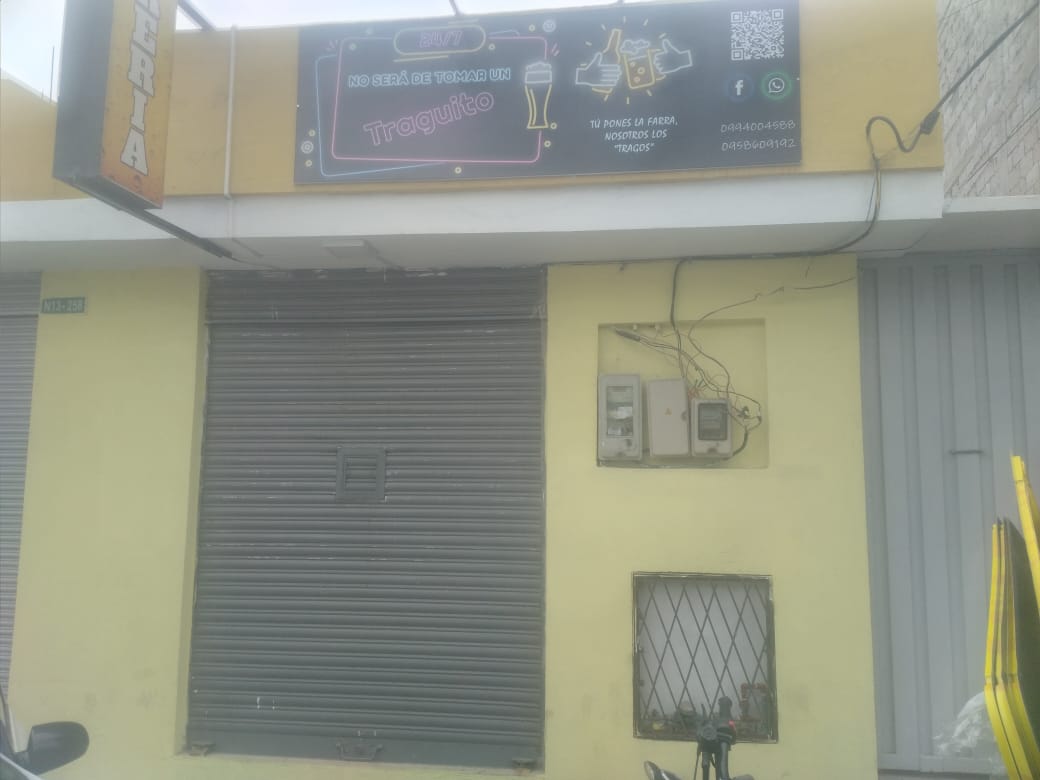 ERIA
24/7
NO SERÁ DE TOMAR UN
Traguito
TÚ PONES LA FARRA,
NOSOTROS LOS
"TRAGOS"
0994004588
0958609192
N13-258